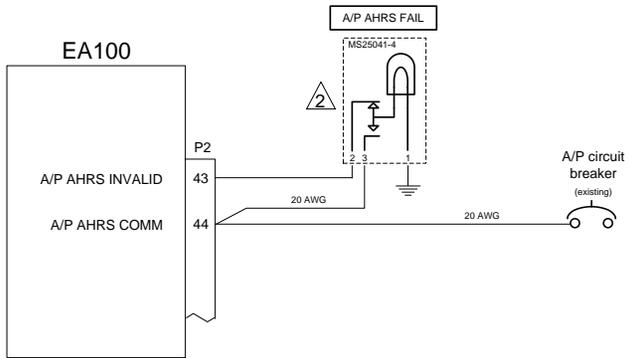 A/P AHRS FAIL
EA100
MS25041-4
2
P2
2 3 1
A/P circuit
breaker
(existing)
A/P AHRS INVALID 43
20 AWG
A/P AHRS COMM 44
20 AWG